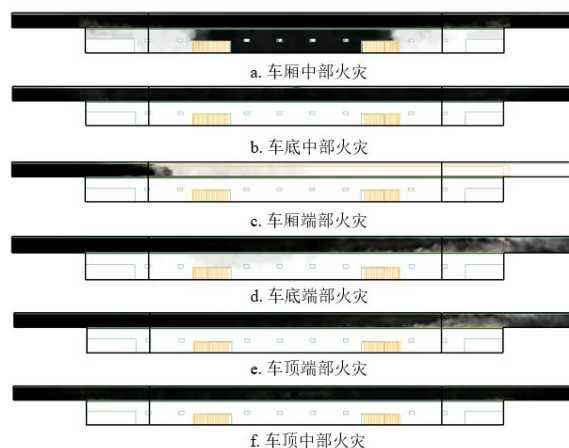 a. 车厢中部火灾
b. 车底中部火灾
c. 车厢端部火灾
d. 车底端部火灾
e. 车顶端部火灾
f. 车顶中部火灾